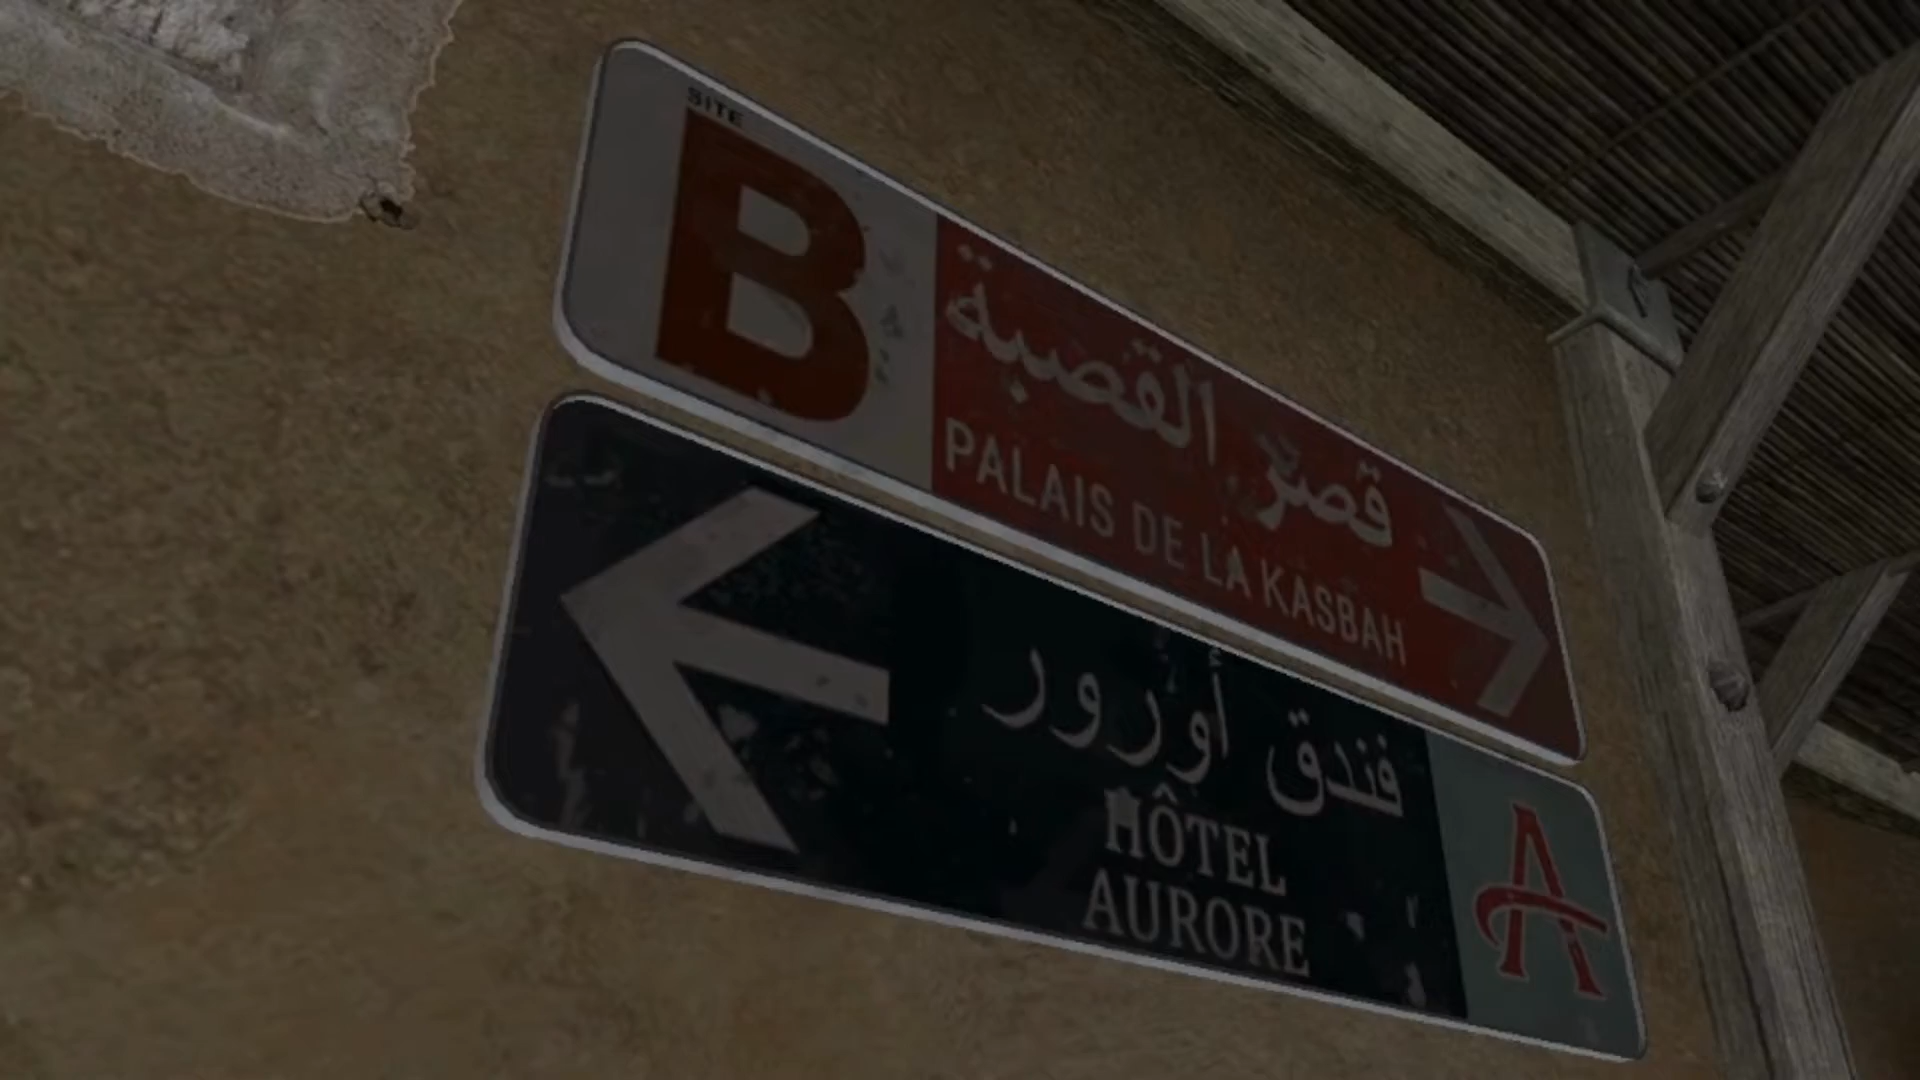 SITE
B
قصر القصبة
PALAIS DE LA KASBAH
فندق أورور
HÔTEL
AURORE
A